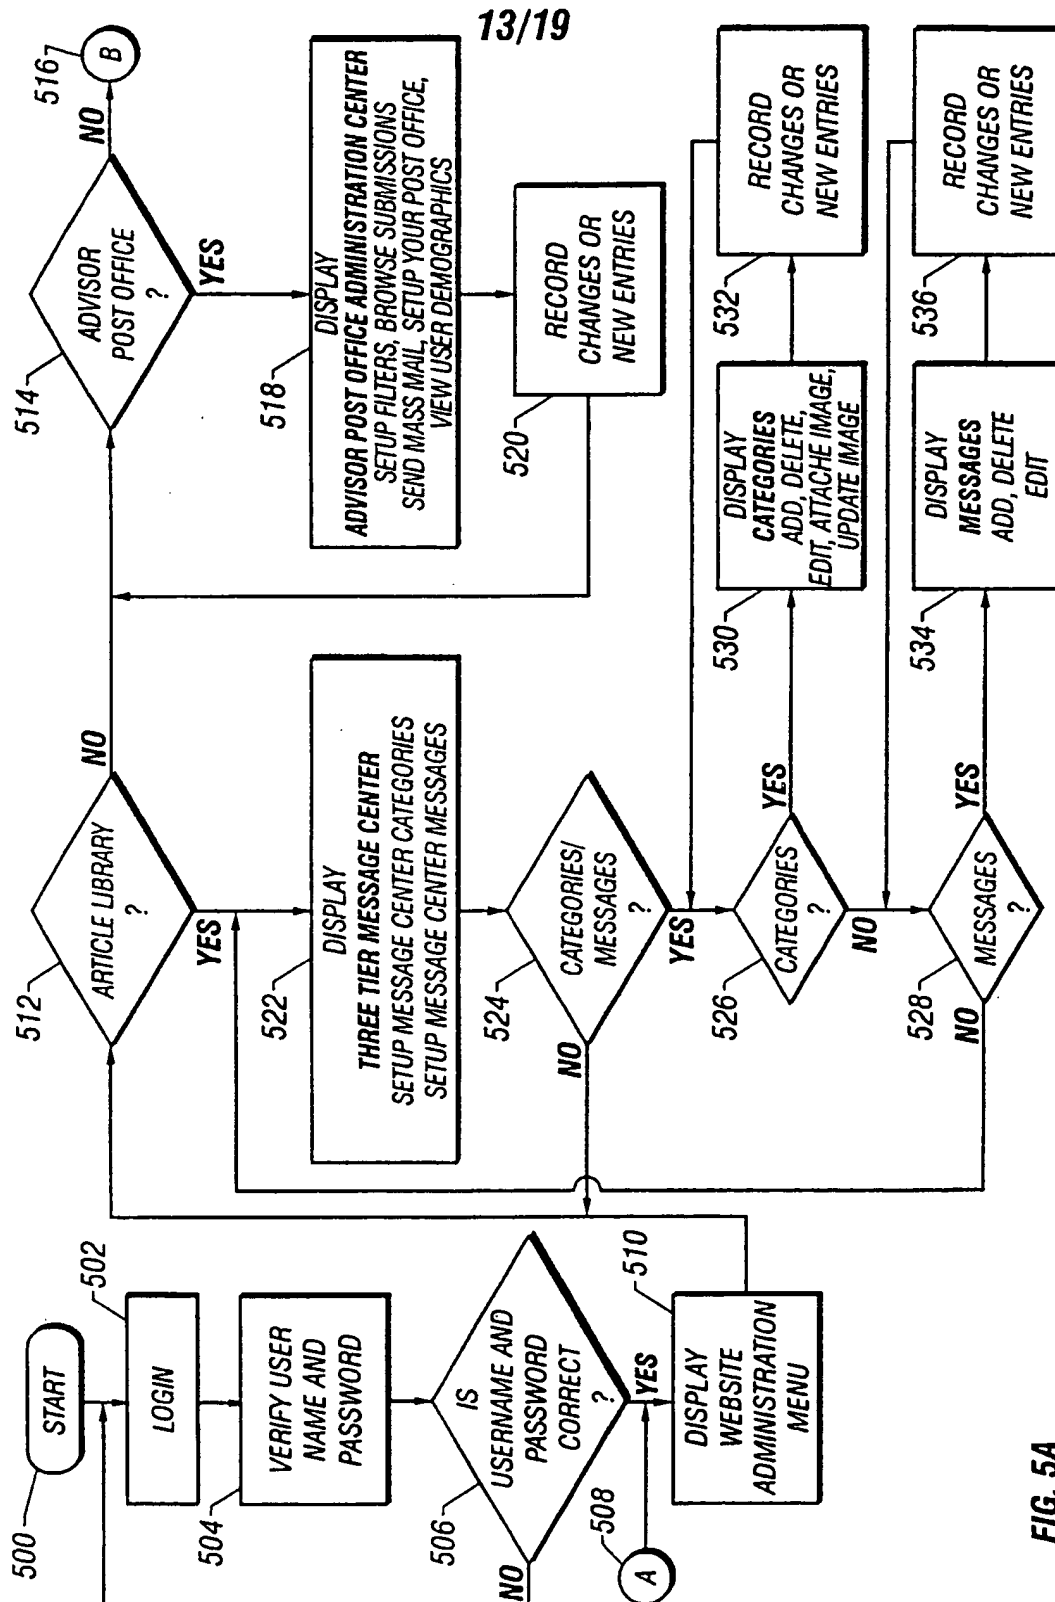 13/19
500
START
502
LOGIN
504
VERIFY USER
NAME AND
PASSWORD
506
IS
USERNAME AND
PASSWORD
CORRECT
?
NO
YES
A
508
510
DISPLAY
WEBSITE
ADMINISTRATION
MENU
512
ARTICLE LIBRARY
?
NO
YES
522
DISPLAY
THREE TIER MESSAGE CENTER
SETUP MESSAGE CENTER CATEGORIES
SETUP MESSAGE CENTER MESSAGES
524
CATEGORIES/
MESSAGES
?
NO
YES
526
CATEGORIES
?
YES
NO
528
MESSAGES
?
YES
NO
514
ADVISOR
POST OFFICE
?
NO
516
B
YES
518
DISPLAY
ADVISOR POST OFFICE ADMINISTRATION CENTER
SETUP FILTERS, BROWSE SUBMISSIONS
SEND MASS MAIL, SETUP YOUR POST OFFICE,
VIEW USER DEMOGRAPHICS
520
RECORD
CHANGES OR
NEW ENTRIES
530
DISPLAY
CATEGORIES
ADD, DELETE,
EDIT, ATTACHE IMAGE,
UPDATE IMAGE
532
RECORD
CHANGES OR
NEW ENTRIES
534
DISPLAY
MESSAGES
ADD, DELETE
EDIT
536
RECORD
CHANGES OR
NEW ENTRIES
FIG. 5A